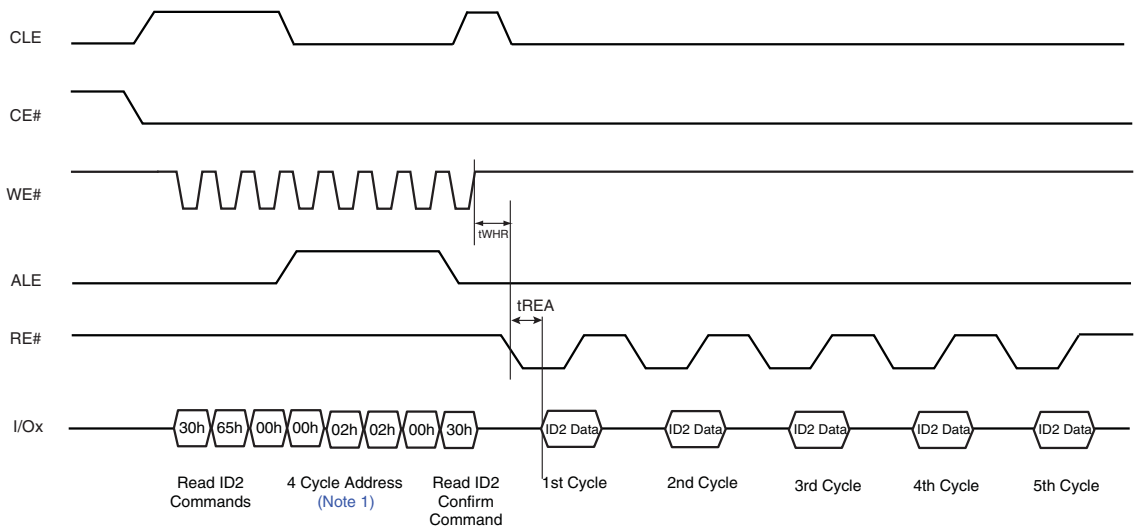 CLE
CE#
WE#
tWHR
ALE
tREA
RE#
I/Ox
30h 65h 00h 00h 02h 02h 00h 30h ID2 Data ID2 Data ID2 Data ID2 Data ID2 Data
Read ID2
Commands
4 Cycle Address
(Note 1)
Read ID2
Confirm
Command
1st Cycle
2nd Cycle
3rd Cycle
4th Cycle
5th Cycle